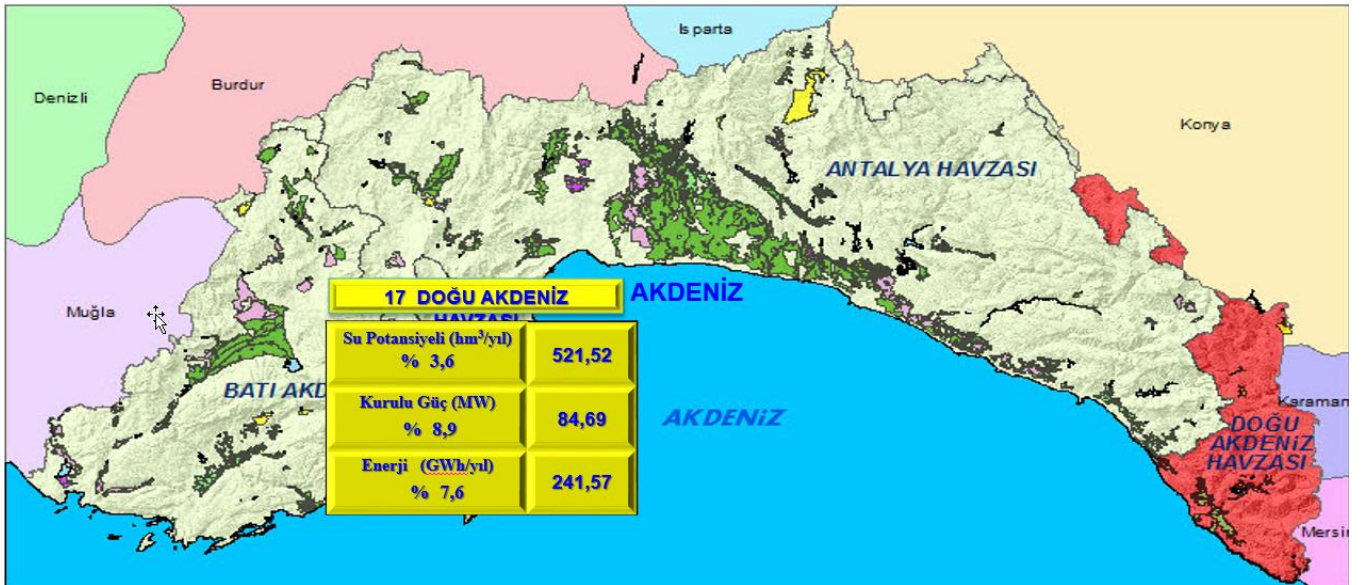 Isparta
Burdur
Denizli
Konya
ANTALYA HAVZASI
Muğla
17 DOĞU AKDENİZ
HAVZASI
AKDENİZ
Su Potansiyeli (hm³/yıl)
% 3,6
521,52
Kurulu Güç (MW)
% 8,9
84,69
Enerji (GWh/yıl)
% 7,6
241,57
BATI AKD
AKDENİZ
Karaman
DOĞU
AKDENİZ
HAVZASI
Mersin